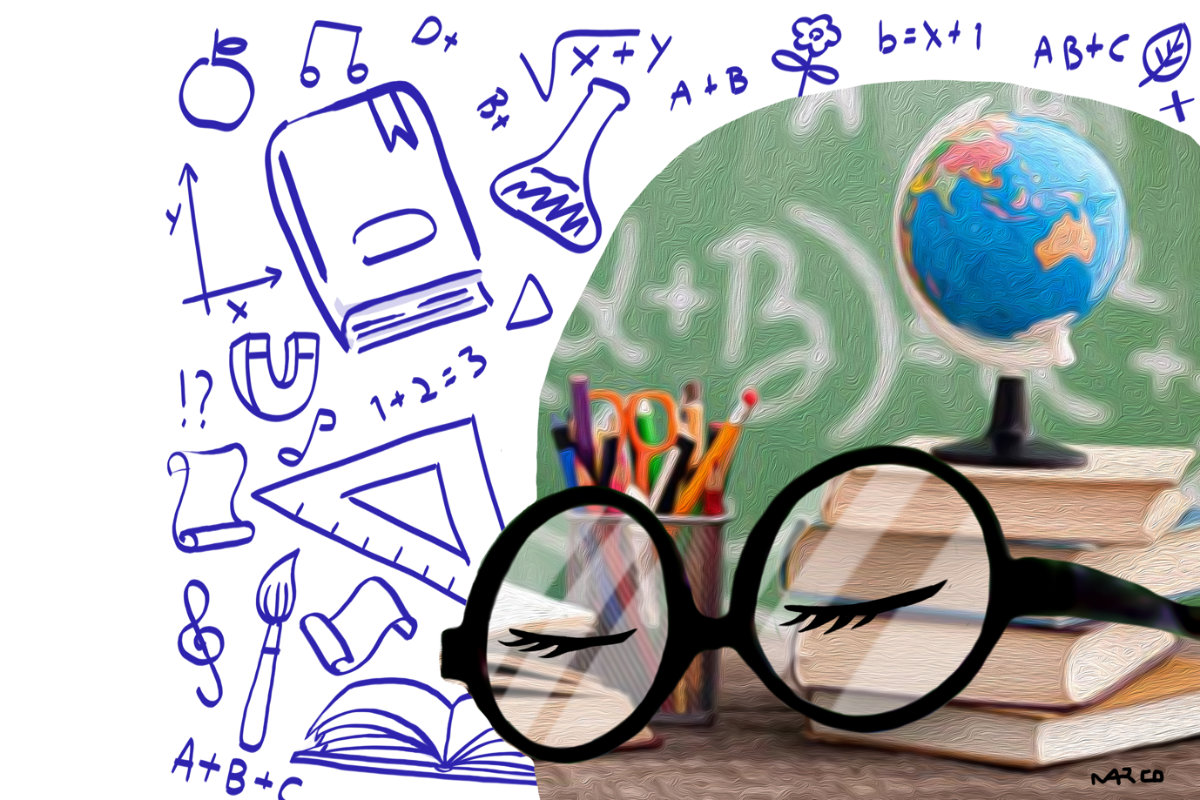 D+
√x + y
b = x + 1
AB + C
+
A + B
B+
y
x
!?
1 + 2 = 3
+ B )
A + B + C
MARCO